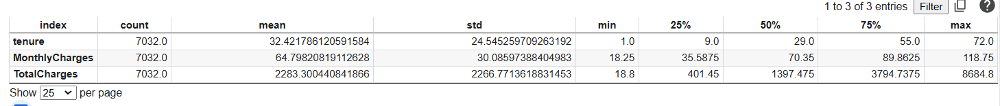 1 to 3 of 3 entries Filter ?
index count mean std min 25% 50% 75% max
tenure 7032.0 32.421786120591584 24.545259709263192 1.0 9.0 29.0 55.0 72.0
MonthlyCharges 7032.0 64.79820819112628 30.08597388404983 18.25 35.5875 70.35 89.8625 118.75
TotalCharges 7032.0 2283.300440841866 2266.7713618831453 18.8 401.45 1397.475 3794.7375 8684.8
Show 25 per page